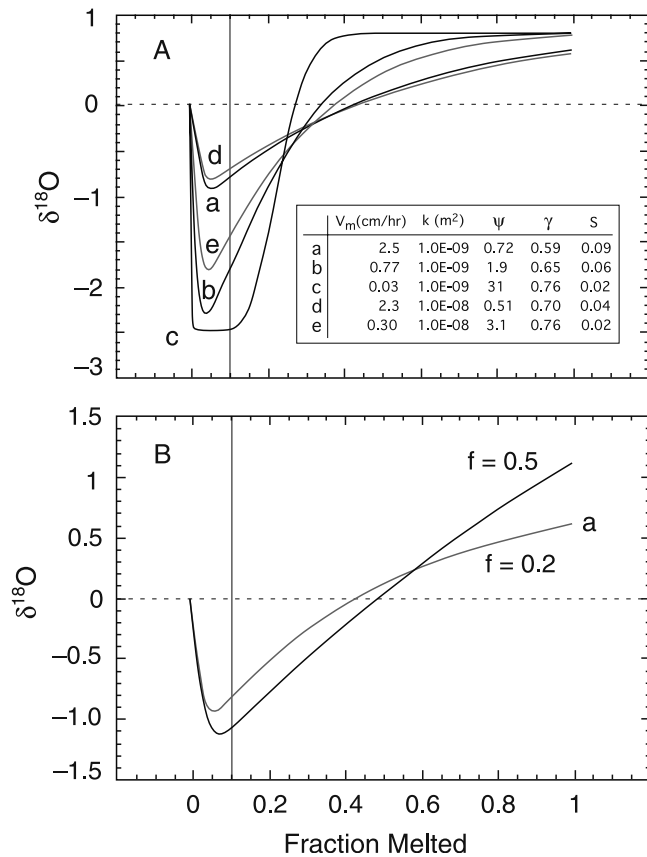 A
1
0
−1
−2
−3
δ18O
d
a
e
b
c
Vm(cm/hr) k (m2) ψ γ S
a 2.5 1.0E-09 0.72 0.59 0.09
b 0.77 1.0E-09 1.9 0.65 0.06
c 0.03 1.0E-09 31 0.76 0.02
d 2.3 1.0E-08 0.51 0.70 0.04
e 0.30 1.0E-08 3.1 0.76 0.02
B
1
0.5
0
−0.5
−1.0
−1.5
δ18O
f = 0.5
a
f = 0.2
0 0.2 0.4 0.6 0.8 1
Fraction Melted